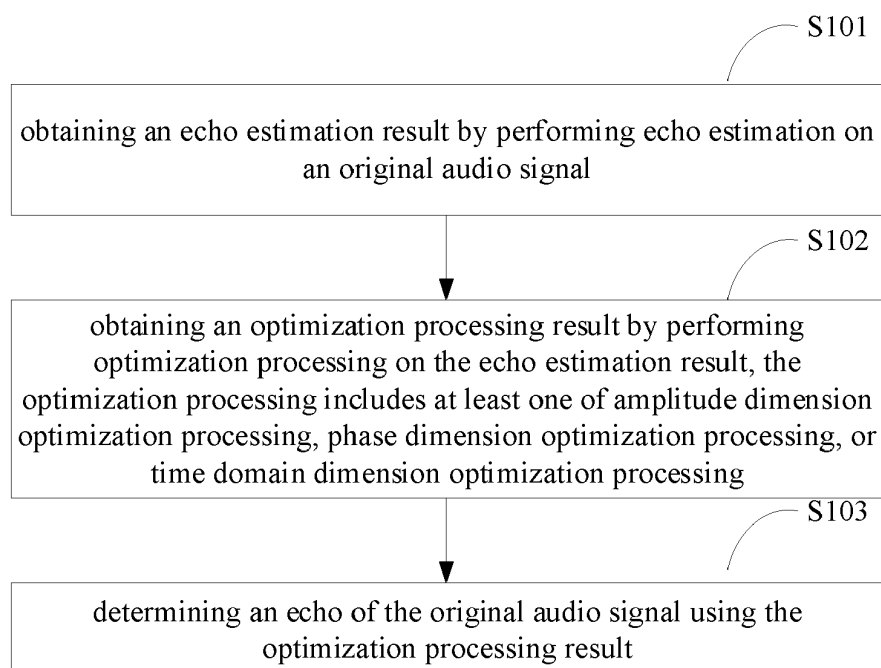 S101
obtaining an echo estimation result by performing echo estimation on
an original audio signal
S102
obtaining an optimization processing result by performing
optimization processing on the echo estimation result, the
optimization processing includes at least one of amplitude dimension
optimization processing, phase dimension optimization processing, or
time domain dimension optimization processing
S103
determining an echo of the original audio signal using the
optimization processing result